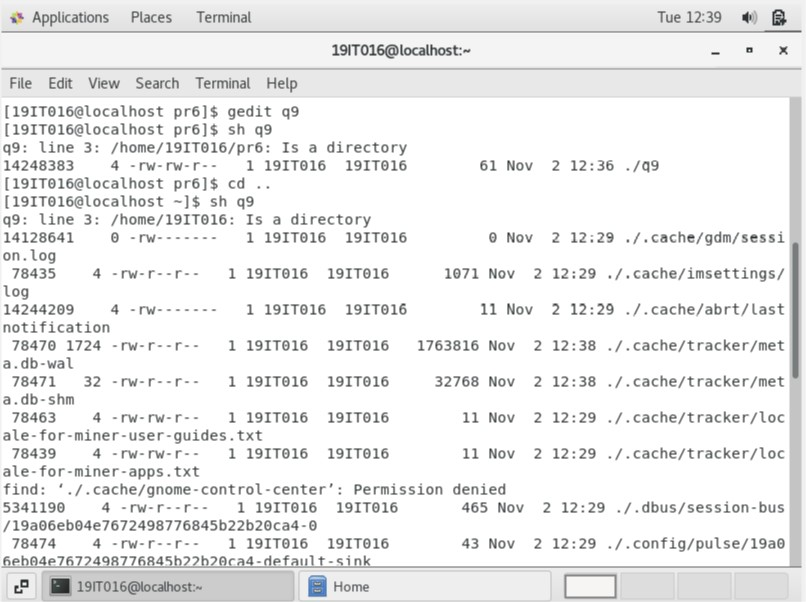 Applications Places Terminal Tue 12:39
19IT016@localhost:~
File Edit View Search Terminal Help
[19IT016@localhost pr6]$ gedit q9
[19IT016@localhost pr6]$ sh q9
q9: line 3: /home/19IT016/pr6: Is a directory
14248383    4 -rw-rw-r--   1 19IT016  19IT016        61 Nov  2 12:36 ./q9
[19IT016@localhost pr6]$ cd ..
[19IT016@localhost ~]$ sh q9
q9: line 3: /home/19IT016: Is a directory
14128641    0 -rw-------   1 19IT016  19IT016         0 Nov  2 12:29 ./.cache/gdm/sessi
on.log
 78435    4 -rw-r--r--   1 19IT016  19IT016      1071 Nov  2 12:29 ./.cache/imsettings/
log
14244209    4 -rw-------   1 19IT016  19IT016        11 Nov  2 12:29 ./.cache/abrt/last
notification
 78470 1724 -rw-r--r--   1 19IT016  19IT016   1763816 Nov  2 12:38 ./.cache/tracker/met
a.db-wal
 78471   32 -rw-r--r--   1 19IT016  19IT016     32768 Nov  2 12:38 ./.cache/tracker/met
a.db-shm
 78463    4 -rw-rw-r--   1 19IT016  19IT016        11 Nov  2 12:29 ./.cache/tracker/loc
ale-for-miner-user-guides.txt
 78439    4 -rw-rw-r--   1 19IT016  19IT016        11 Nov  2 12:29 ./.cache/tracker/loc
ale-for-miner-apps.txt
find: ‘./.cache/gnome-control-center’: Permission denied
5341190    4 -rw-rw-r--   1 19IT016  19IT016       465 Nov  2 12:29 ./.dbus/session-bus
/19a06eb04e7672498776845b22b20ca4-0
 78474    4 -rw-r--r--   1 19IT016  19IT016        43 Nov  2 12:29 ./.config/pulse/19a0
6eb04e7672498776845b22b20ca4-default-sink
19IT016@localhost:~ Home